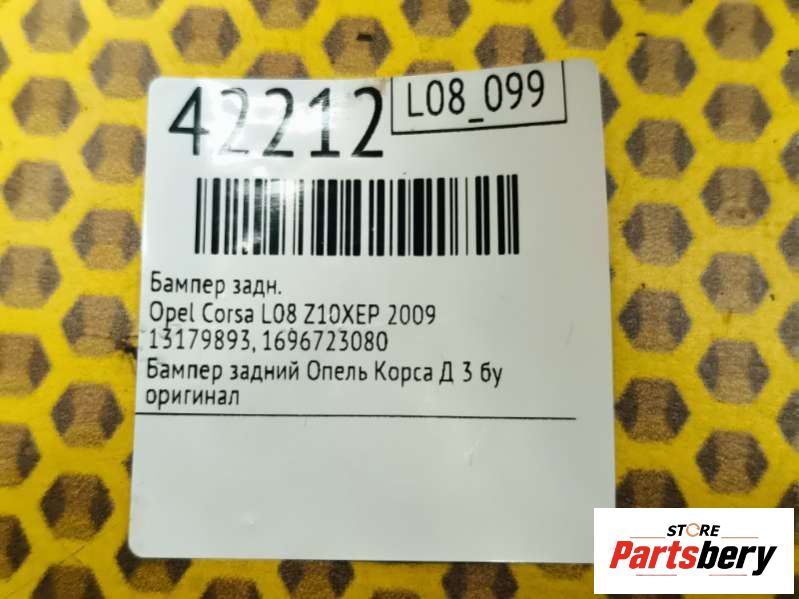 42212
L08_099
Бампер задн.
Opel Corsa L08 Z10XEP 2009
13179893, 1696723080
Бампер задний Опель Корса Д 3 бу
оригинал
STORE
Partsbery